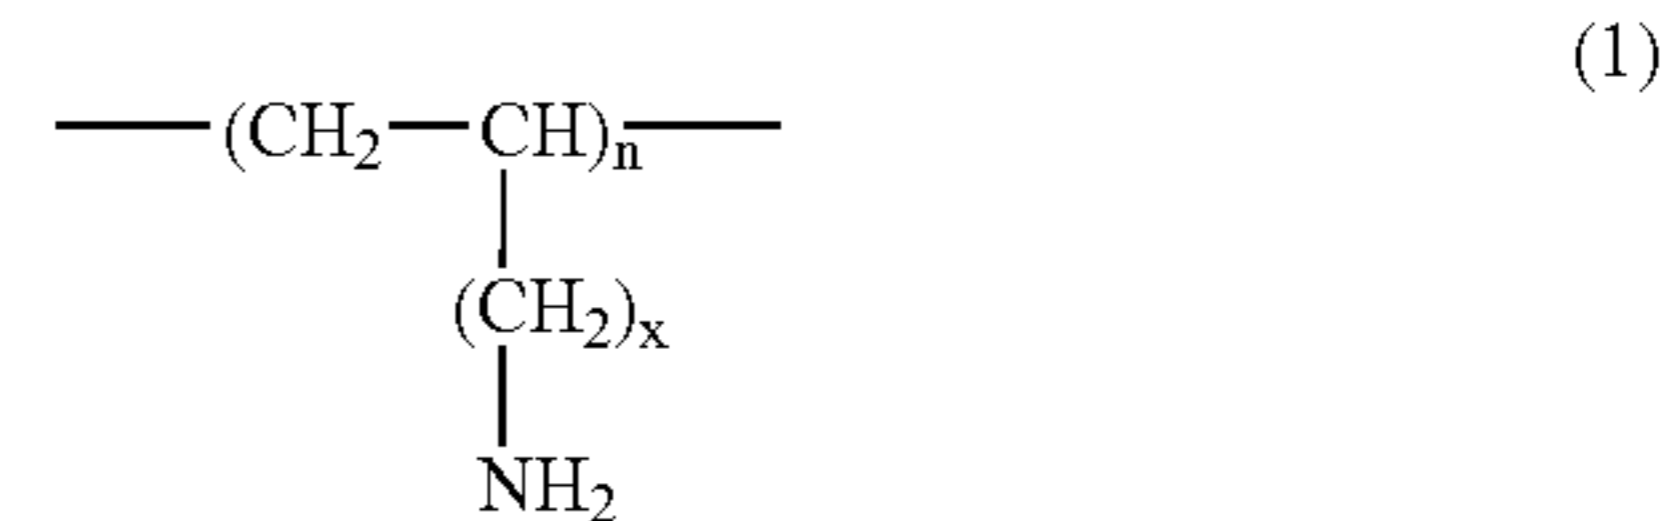 (1)
—(CH₂—CH)ₙ—
(CH₂)ₓ
NH₂